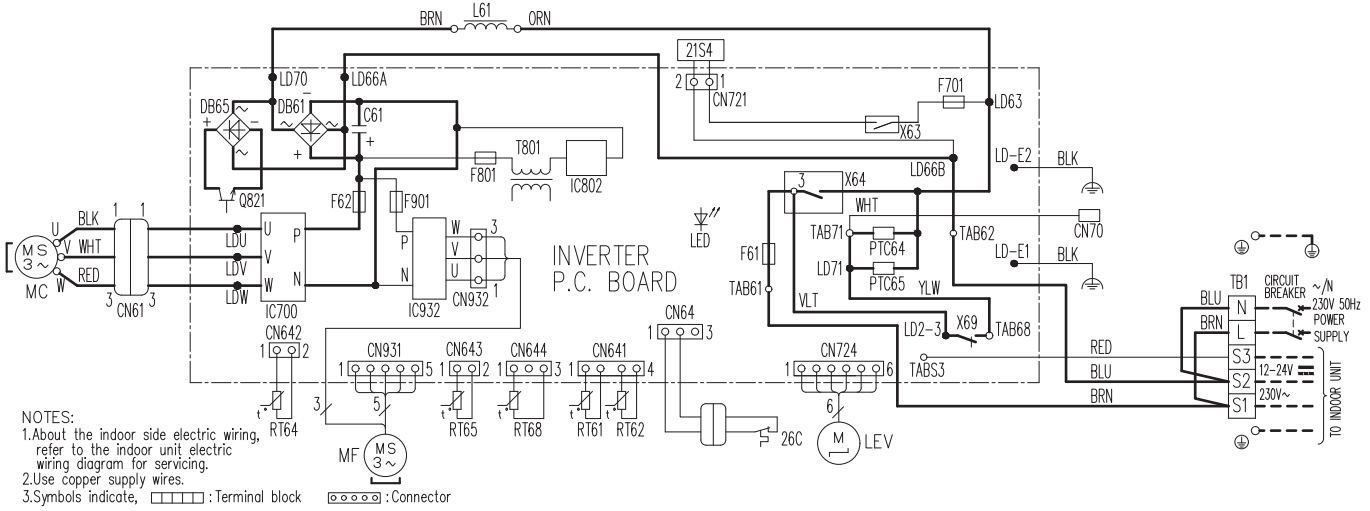 BRN L61 ORN
21S4
LD70 LD66A
2 1
CN721
F701
LD63
DB65 DB61 C61
+ ~ - ~ - ~ +
+ ~
X63
T801
F801
IC802
LD66B
LD-E2 BLK
Q821
F62 F901
3 X64
WHT
CN70
U BLK 1 1
LDU U P
MS 3~ V WHT
LDV V
W RED 3 3
LDW W N
MC
CN61
IC700
P W 3
V
N U 1
IC932 CN932
INVERTER
P.C. BOARD
LED
F61
TAB71
PTC64
TAB62
LD71
PTC65
LD-E1 BLK
TAB61
VLT
YLW
LD2-3 X69 TAB68
TB1
CIRCUIT
BREAKER
~/N
230V 50Hz
POWER
SUPPLY
BLU N
BRN L
CN642
1 2
CN931
1 5
CN643
1 2
CN644
1 3
CN641
1 4
CN64
1 3
CN724
1 6
TABS3
RED S3
12-24V
BLU S2
230V~
BRN S1
TO INDOOR UNIT
t° RT64
3 5
t° RT65
t° RT68
t° RT61
t° RT62
26C
6
M LEV
MF MS 3~
NOTES:
1.About the indoor side electric wiring,
refer to the indoor unit electric
wiring diagram for servicing.
2.Use copper supply wires.
3.Symbols indicate, : Terminal block : Connector